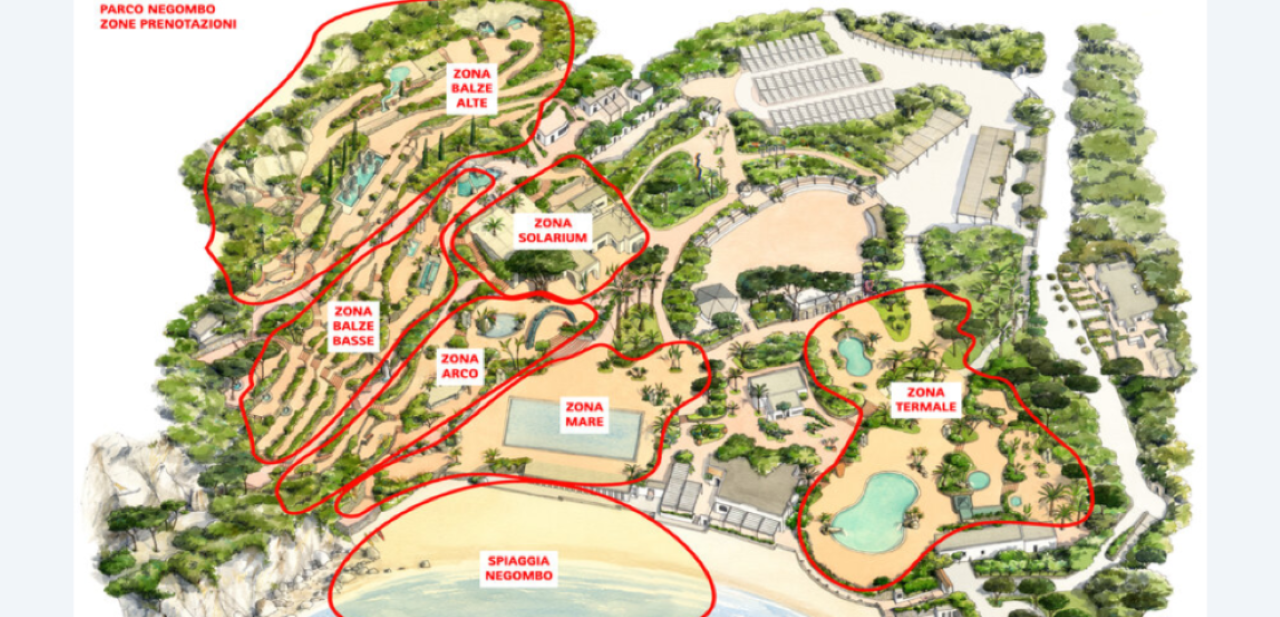 PARCO NEGOMBO
ZONE PRENOTAZIONI
ZONA
BALZE
ALTE
ZONA
SOLARIUM
ZONA
BALZE
BASSE
ZONA
ARCO
ZONA
MARE
ZONA
TERMALE
SPIAGGIA
NEGOMBO